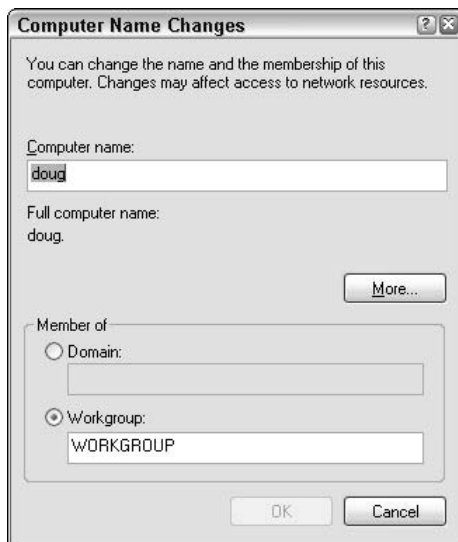 Computer Name Changes
You can change the name and the membership of this
computer. Changes may affect access to network resources.
Computer name:
doug
Full computer name:
doug.
More...
Member of
Domain:
Workgroup:
WORKGROUP
OK
Cancel